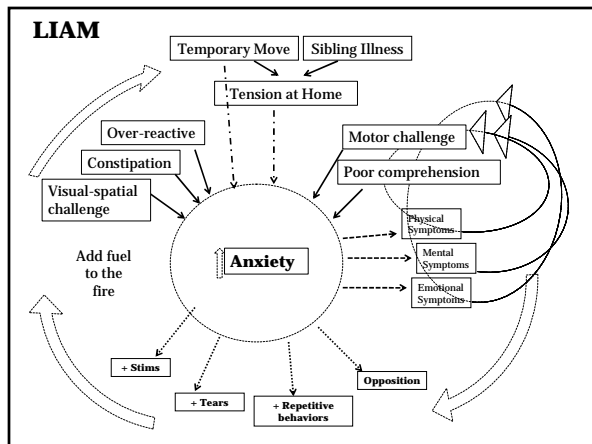 LIAM
Temporary Move
Sibling Illness
Tension at Home
Over-reactive
Motor challenge
Constipation
Poor comprehension
Visual-spatial
challenge
Physical
Symptoms
Add fuel
to the
fire
Anxiety
Mental
Symptoms
Emotional
Symptoms
+ Stims
+ Tears
+ Repetitive
behaviors
Opposition